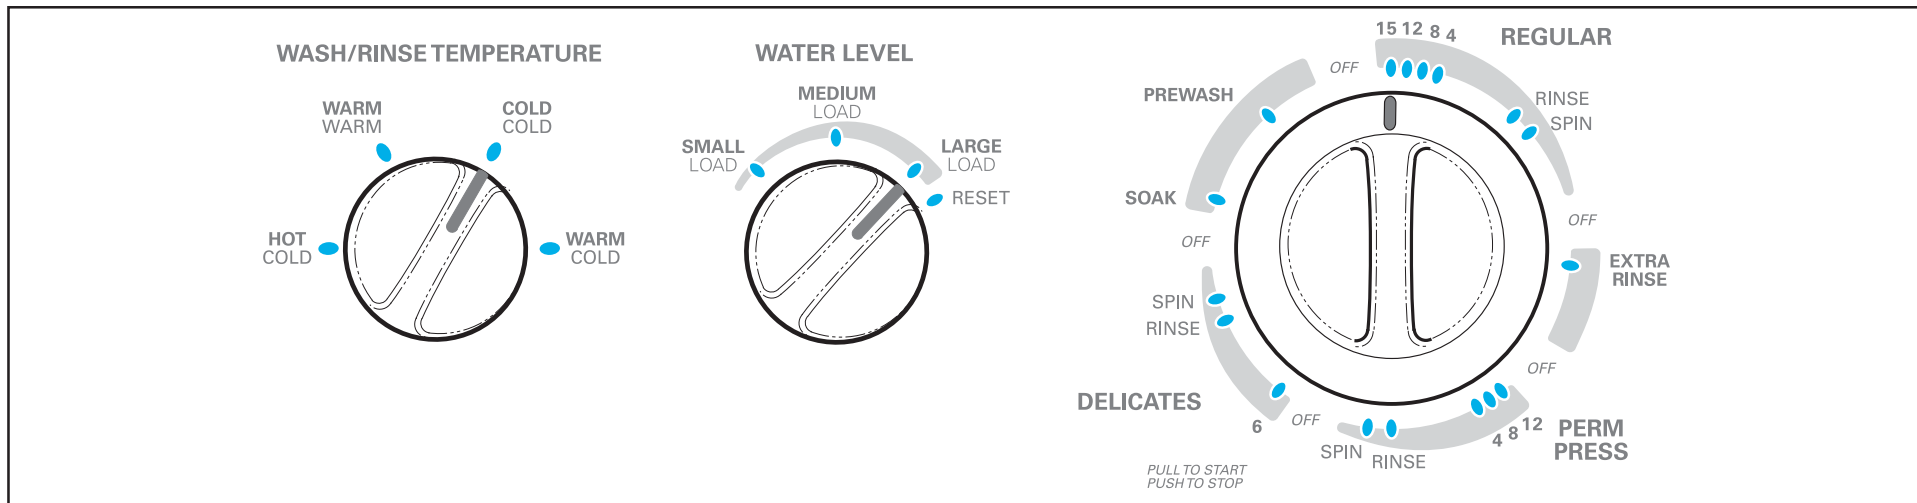 WASH/RINSE TEMPERATURE
WARM
WARM
COLD
COLD
HOT
COLD
WARM
COLD
WATER LEVEL
MEDIUM
LOAD
SMALL
LOAD
LARGE
LOAD
RESET
15 12 8 4
REGULAR
OFF
PREWASH
RINSE
SPIN
SOAK
OFF
OFF
EXTRA
RINSE
SPIN
RINSE
OFF
DELICATES
6
OFF
4 8 12
PERM
PRESS
SPIN
RINSE
PULL TO START
PUSH TO STOP